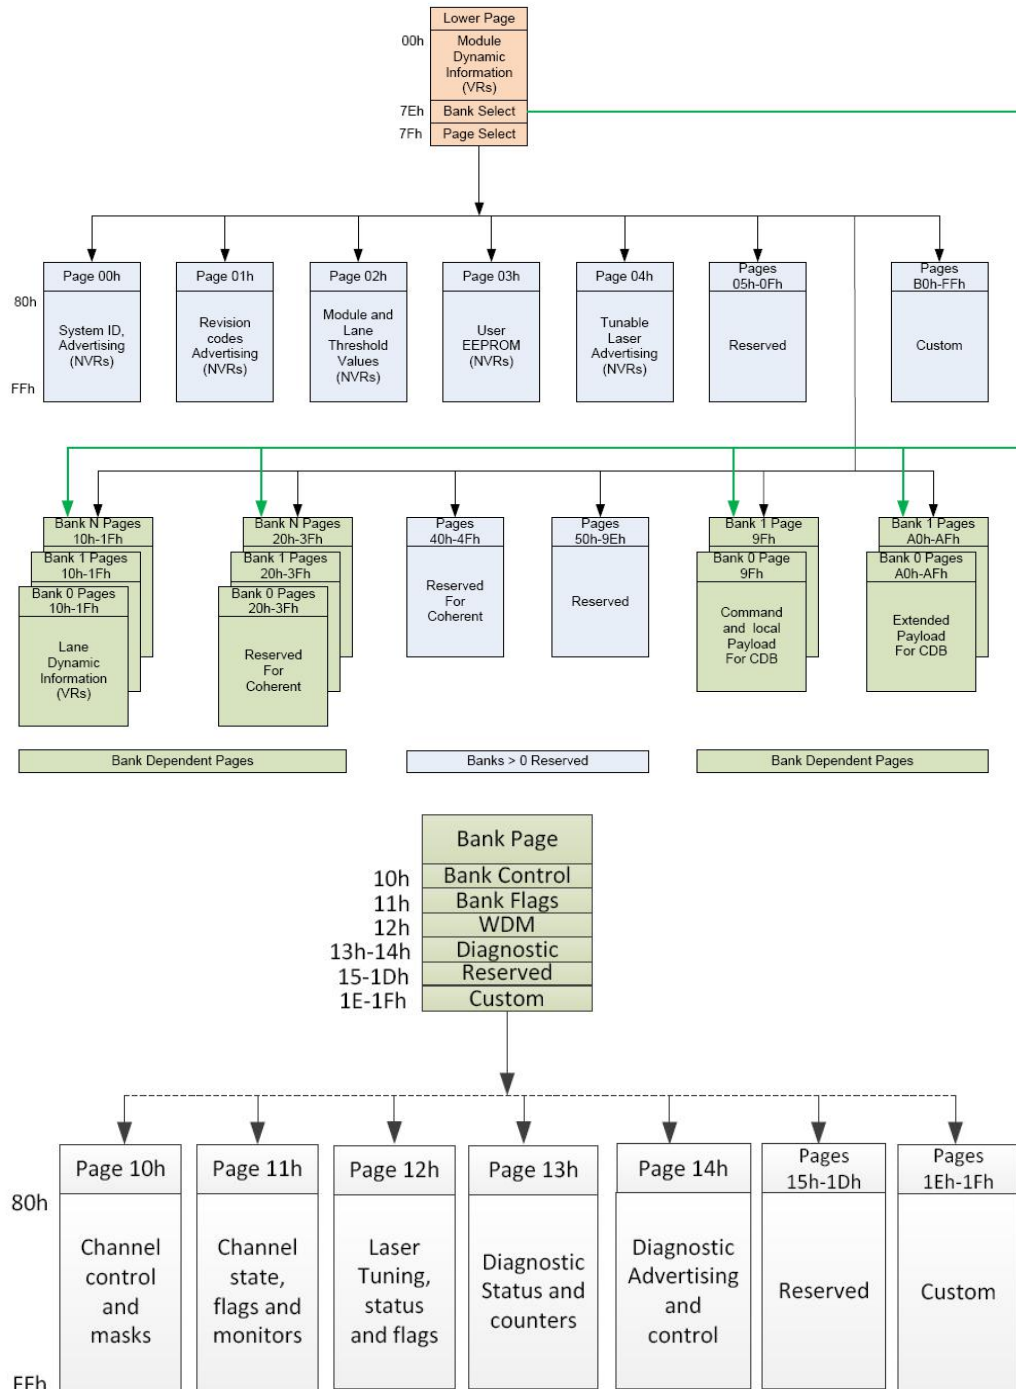 Lower Page
00h
Module
Dynamic
Information
(VRs)
7Eh
Bank Select
7Fh
Page Select
Page 00h
Page 01h
Page 02h
Page 03h
Page 04h
Pages
05h-0Fh
Pages
B0h-FFh
80h
System ID,
Advertising
(NVRs)
Revision
codes
Advertising
(NVRs)
Module and
Lane
Threshold
Values
(NVRs)
User
EEPROM
(NVRs)
Tunable
Laser
Advertising
(NVRs)
Reserved
Custom
FFh
Bank N Pages
10h-1Fh
Bank 1 Pages
10h-1Fh
Bank 0 Pages
10h-1Fh
Lane
Dynamic
Information
(VRs)
Bank N Pages
20h-3Fh
Bank 1 Pages
20h-3Fh
Bank 0 Pages
20h-3Fh
Reserved
For
Coherent
Pages
40h-4Fh
Reserved
For
Coherent
Pages
50h-9Eh
Reserved
Bank 1 Page
9Fh
Bank 0 Page
9Fh
Command
and local
Payload
For CDB
Bank 1 Pages
A0h-AFh
Bank 0 Pages
A0h-AFh
Extended
Payload
For CDB
Bank Dependent Pages
Banks > 0 Reserved
Bank Dependent Pages
Bank Page
10h
Bank Control
11h
Bank Flags
12h
WDM
13h-14h
Diagnostic
15-1Dh
Reserved
1E-1Fh
Custom
Page 10h
Page 11h
Page 12h
Page 13h
Page 14h
Pages
15h-1Dh
Pages
1Eh-1Fh
80h
Channel
control
and
masks
Channel
state,
flags and
monitors
Laser
Tuning,
status
and flags
Diagnostic
Status and
counters
Diagnostic
Advertising
and
control
Reserved
Custom
FFh